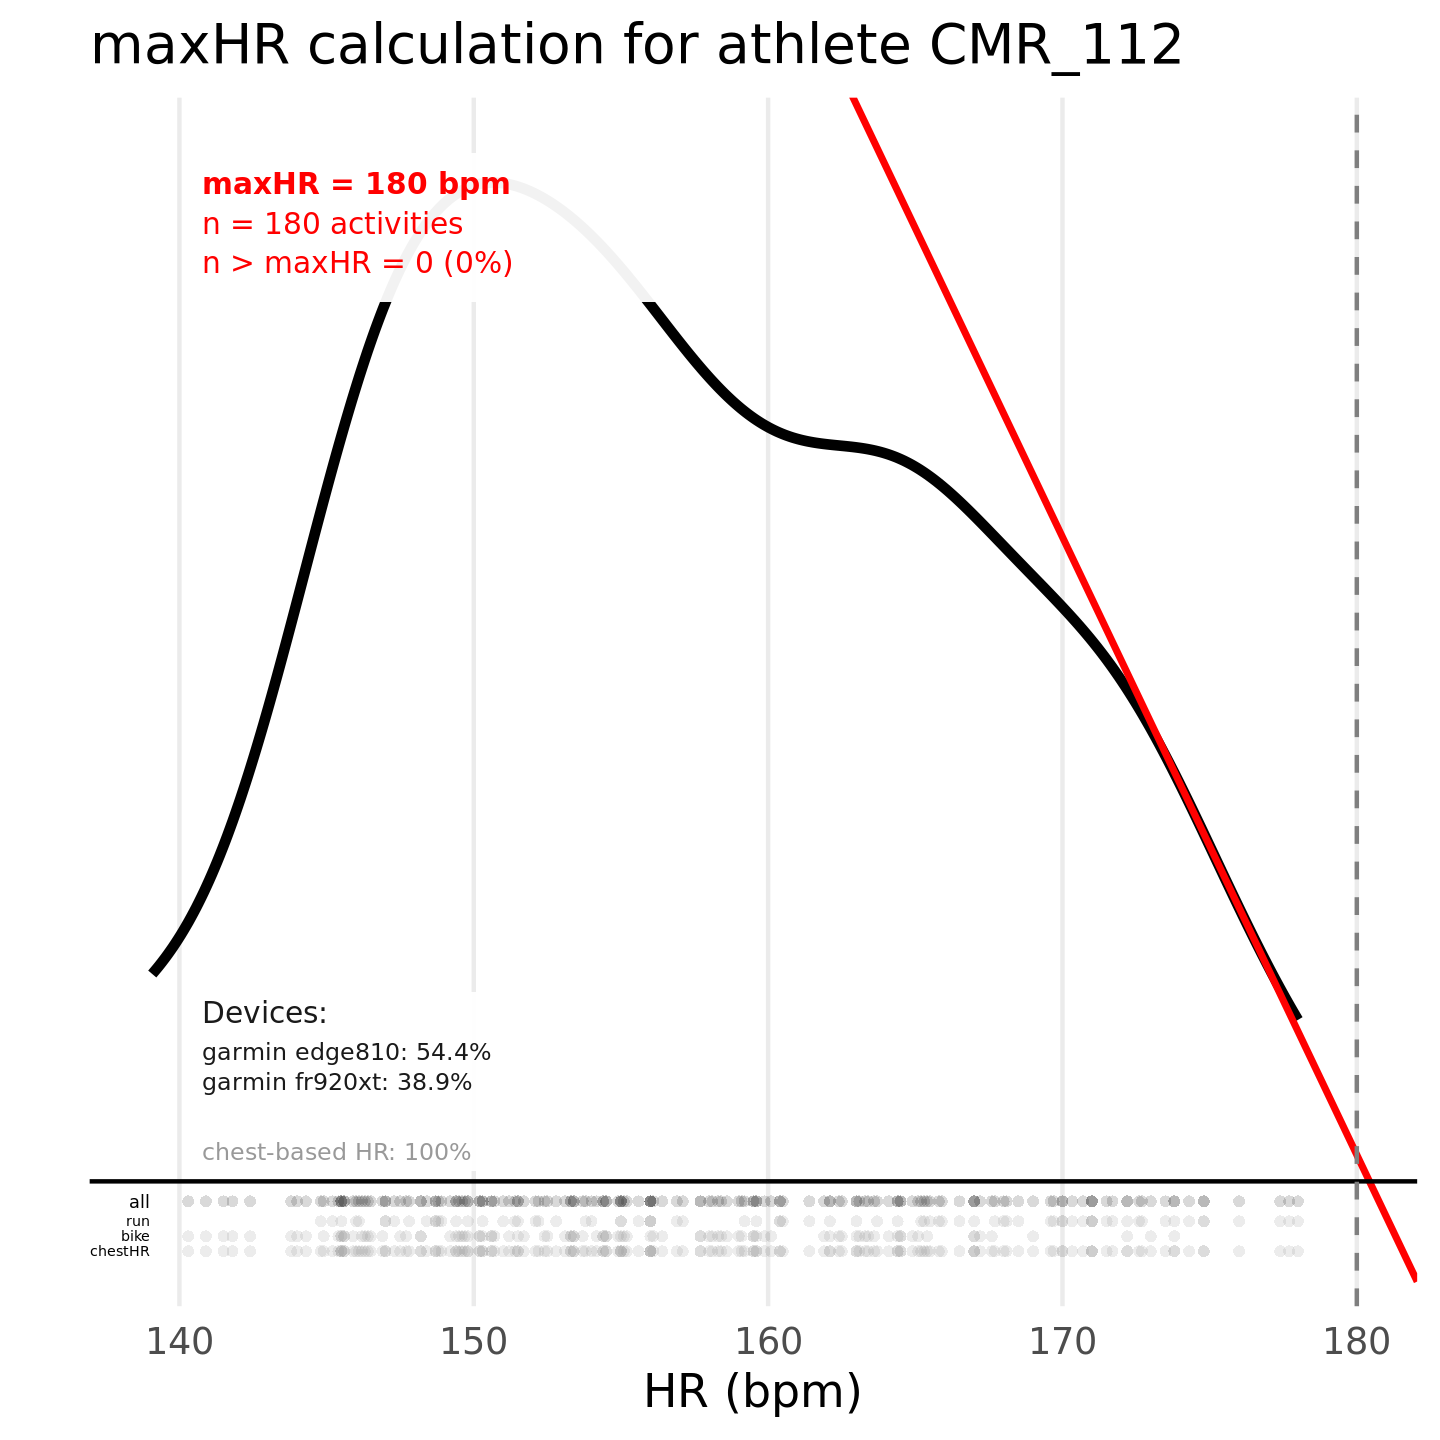 maxHR calculation for athlete CMR_112
maxHR = 180 bpm
n = 180 activities
n > maxHR = 0 (0%)
Devices:
garmin edge810: 54.4%
garmin fr920xt: 38.9%
chest-based HR: 100%
all
run
bike
chestHR
140 150 160 170 180
HR (bpm)